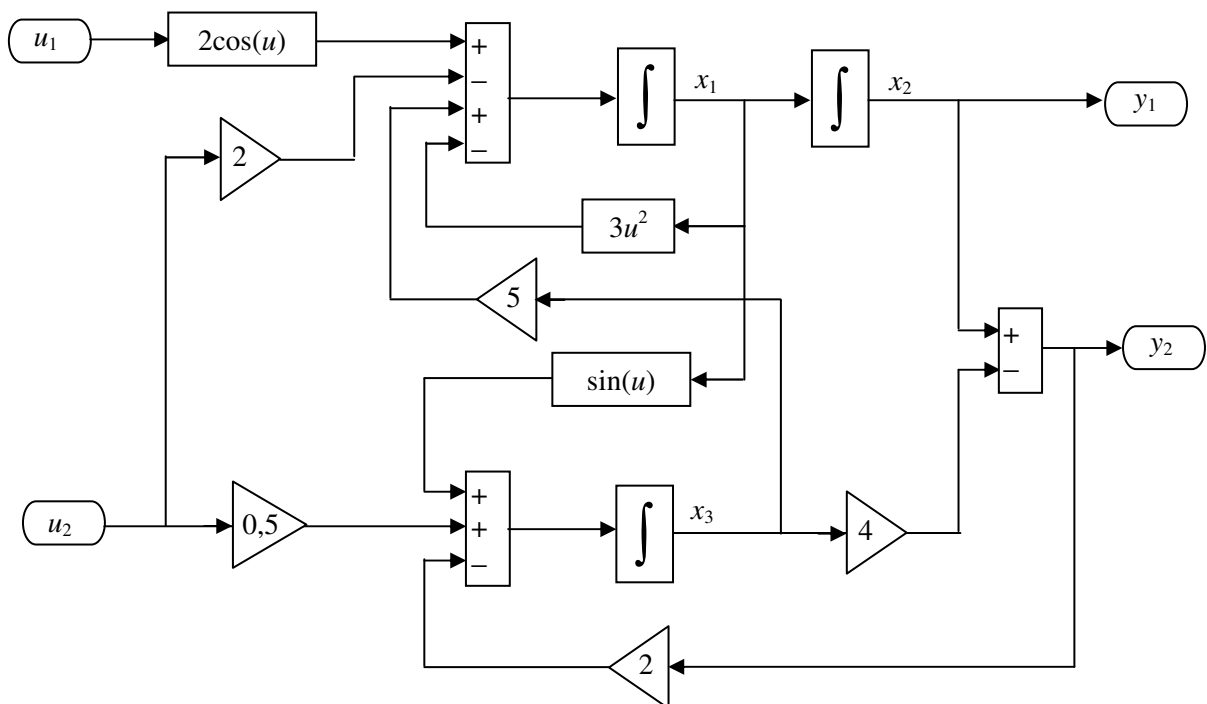 u₁
2cos(u)
+
−
+
−
∫
x₁
∫
x₂
y₁
2
3u²
5
+
−
y₂
sin(u)
u₂
0,5
+
+
−
∫
x₃
4
2